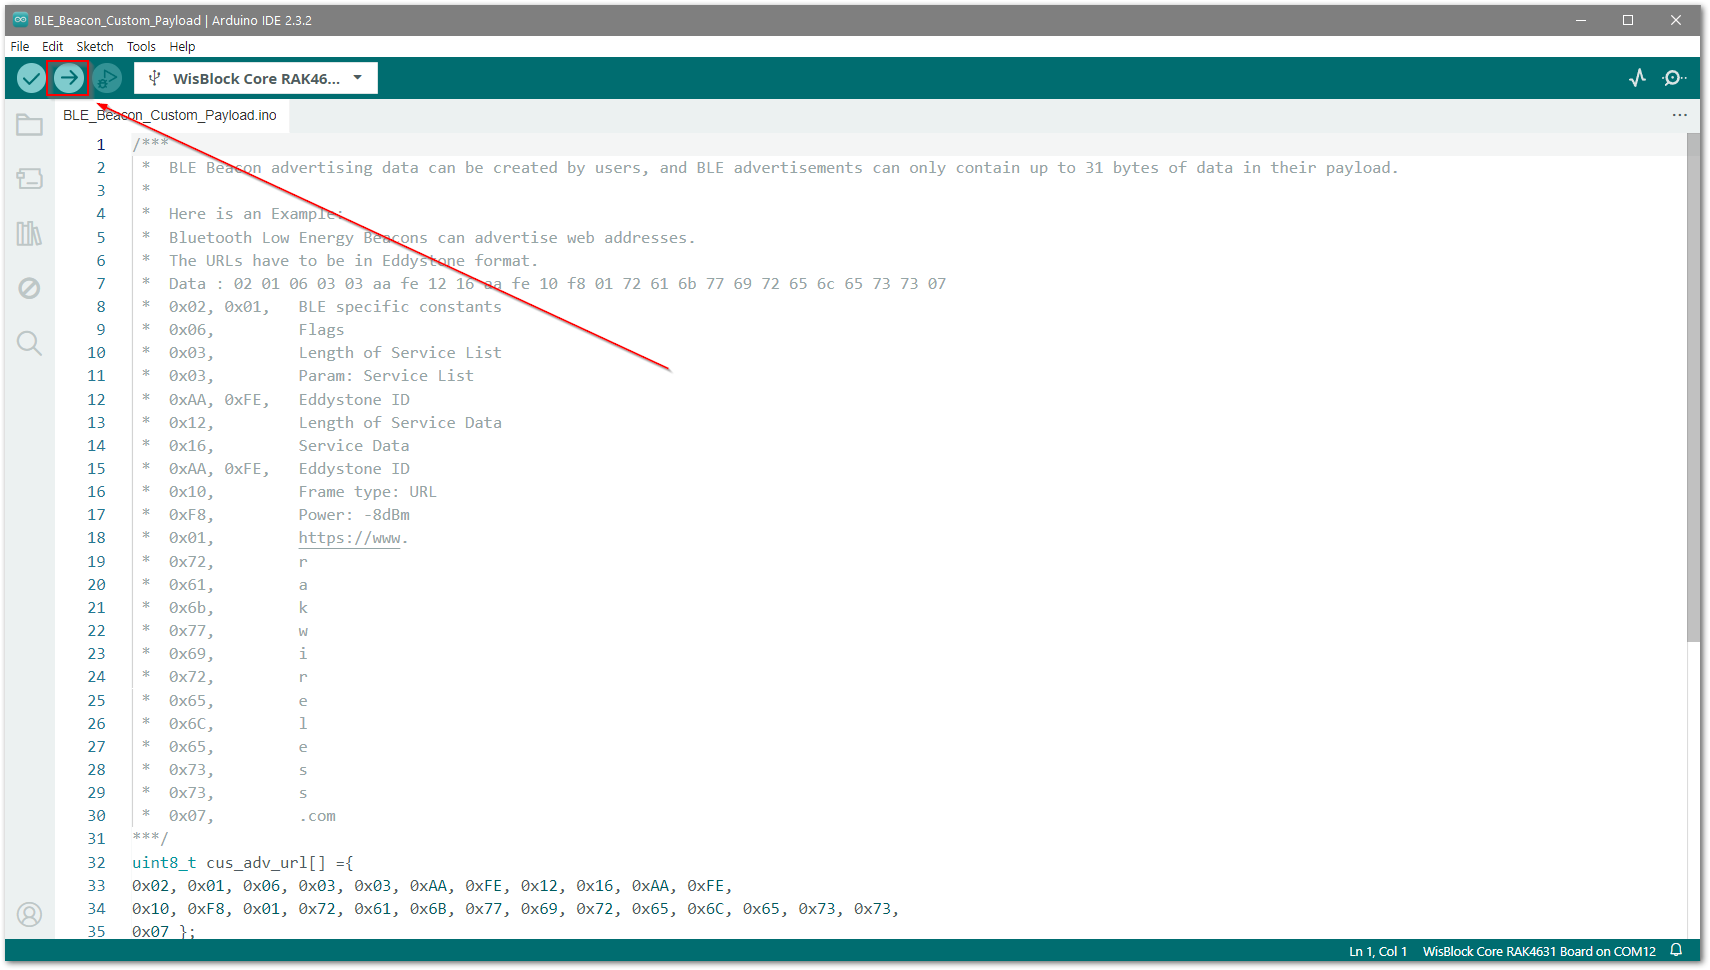 BLE_Beacon_Custom_Payload | Arduino IDE 2.3.2
File Edit Sketch Tools Help
WisBlock Core RAK46...
BLE_Beacon_Custom_Payload.ino
1 /***
2 * BLE Beacon advertising data can be created by users, and BLE advertisements can only contain up to 31 bytes of data in their payload.
3 *
4 * Here is an Example:
5 * Bluetooth Low Energy Beacons can advertise web addresses.
6 * The URLs have to be in Eddystone format.
7 * Data : 02 01 06 03 03 aa fe 12 16 aa fe 10 f8 01 72 61 6b 77 69 72 65 6c 65 73 73 07
8 * 0x02, 0x01, BLE specific constants
9 * 0x06, Flags
10 * 0x03, Length of Service List
11 * 0x03, Param: Service List
12 * 0xAA, 0xFE, Eddystone ID
13 * 0x12, Length of Service Data
14 * 0x16, Service Data
15 * 0xAA, 0xFE, Eddystone ID
16 * 0x10, Frame type: URL
17 * 0xF8, Power: -8dBm
18 * 0x01, https://www.
19 * 0x72, r
20 * 0x61, a
21 * 0x6b, k
22 * 0x77, w
23 * 0x69, i
24 * 0x72, r
25 * 0x65, e
26 * 0x6C, l
27 * 0x65, e
28 * 0x73, s
29 * 0x73, s
30 * 0x07, .com
31 ***/
32 uint8_t cus_adv_url[] ={
33 0x02, 0x01, 0x06, 0x03, 0x03, 0xAA, 0xFE, 0x12, 0x16, 0xAA, 0xFE,
34 0x10, 0xF8, 0x01, 0x72, 0x61, 0x6B, 0x77, 0x69, 0x72, 0x65, 0x6C, 0x65, 0x73, 0x73,
35 0x07 };
Ln 1, Col 1 WisBlock Core RAK4631 Board on COM12